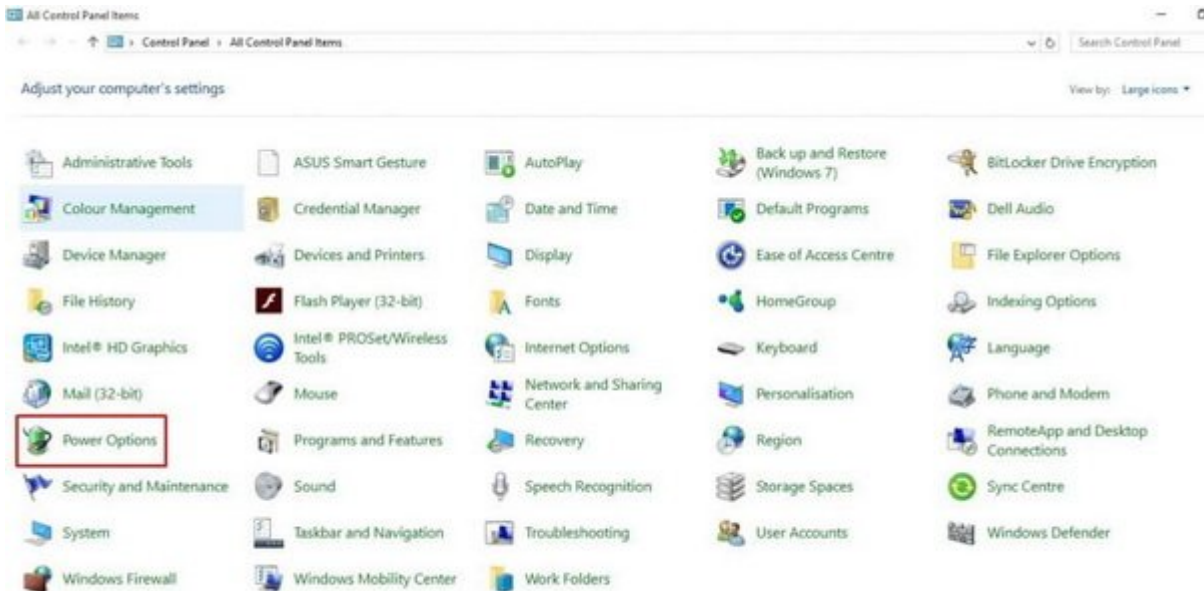 All Control Panel Items
Control Panel › All Control Panel Items
Search Control Panel
Adjust your computer's settings
View by: Large icons
Administrative Tools
ASUS Smart Gesture
AutoPlay
Back up and Restore
(Windows 7)
BitLocker Drive Encryption
Colour Management
Credential Manager
Date and Time
Default Programs
Dell Audio
Device Manager
Devices and Printers
Display
Ease of Access Centre
File Explorer Options
File History
Flash Player (32-bit)
Fonts
HomeGroup
Indexing Options
Intel® HD Graphics
Intel® PROSet/Wireless
Tools
Internet Options
Keyboard
Language
Mail (32-bit)
Mouse
Network and Sharing
Center
Personalisation
Phone and Modem
Power Options
Programs and Features
Recovery
Region
RemoteApp and Desktop
Connections
Security and Maintenance
Sound
Speech Recognition
Storage Spaces
Sync Centre
System
Taskbar and Navigation
Troubleshooting
User Accounts
Windows Defender
Windows Firewall
Windows Mobility Center
Work Folders